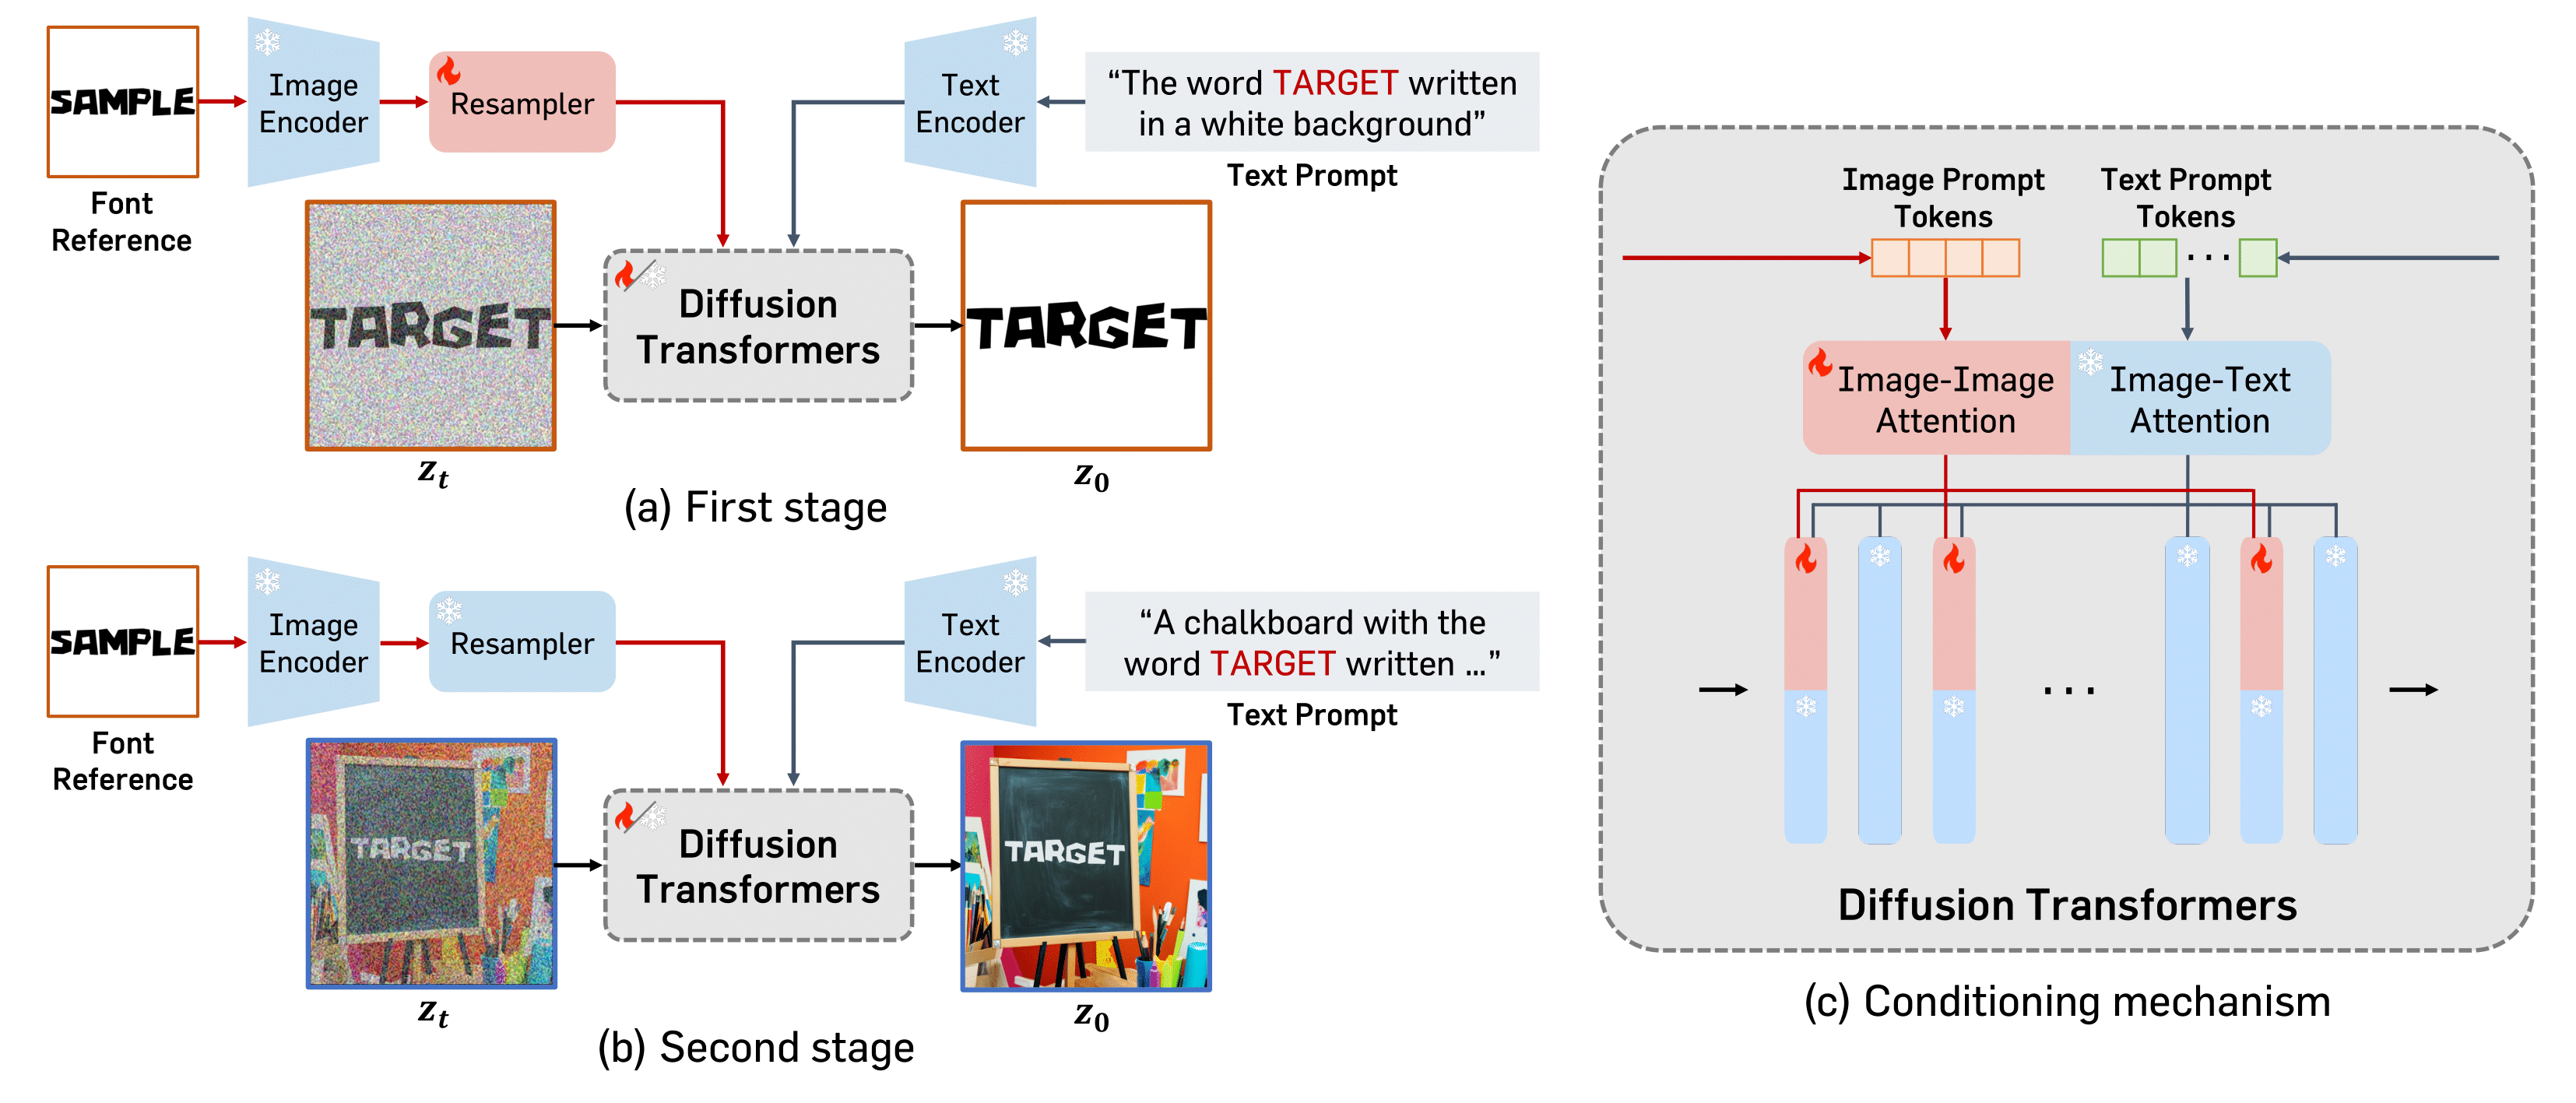 SAMPLE
Font
Reference
Image
Encoder
Resampler
Text
Encoder
“The word TARGET written
in a white background”
Text Prompt
TARGET
z_t
Diffusion
Transformers
TARGET
z_0
(a) First stage
SAMPLE
Font
Reference
Image
Encoder
Resampler
Text
Encoder
“A chalkboard with the
word TARGET written ...”
Text Prompt
TARGET
z_t
Diffusion
Transformers
TARGET
z_0
(b) Second stage
Image Prompt
Tokens
Text Prompt
Tokens
...
Image-Image
Attention
Image-Text
Attention
...
Diffusion Transformers
(c) Conditioning mechanism